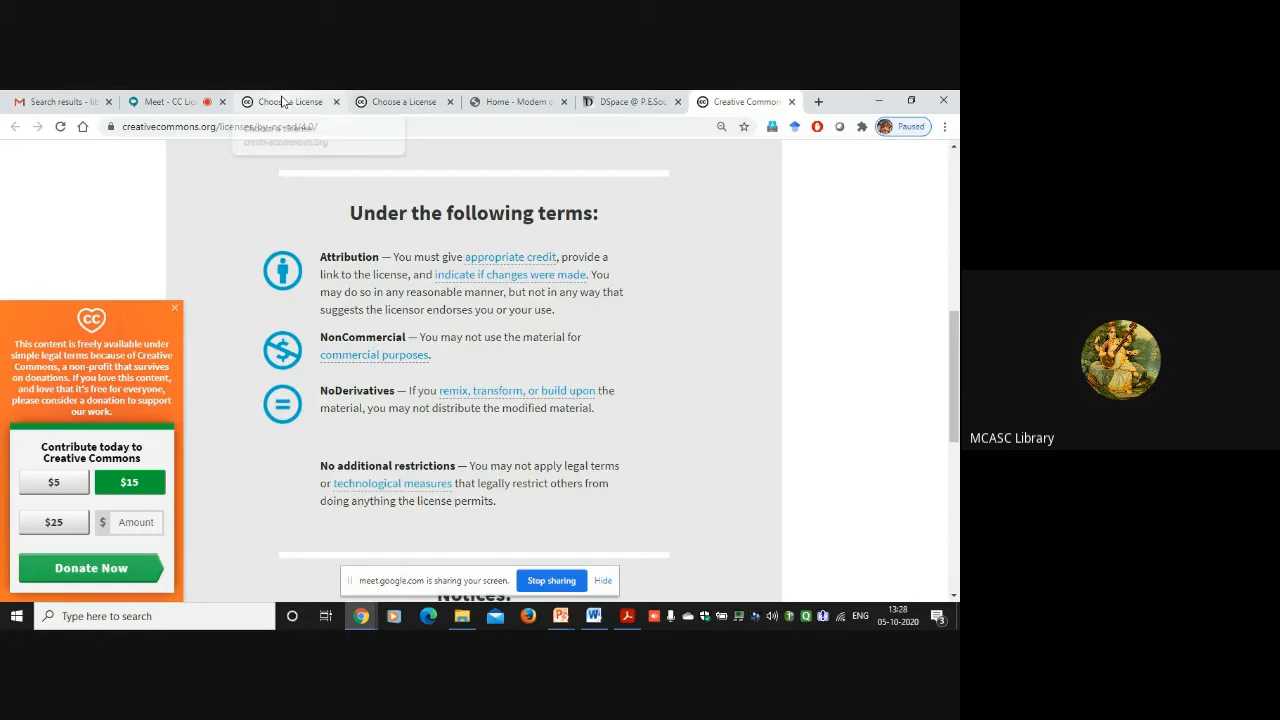 Search results - lib
Meet - CC Lic
Choose a License
Choose a License
Home - Modern c
DSpace @ P.E.Soc
Creative Common
creativecommons.org/licenses/by-nc-nd/4.0/
Paused
Choose a License
creativecommons.org
Under the following terms:
Attribution — You must give appropriate credit, provide a
link to the license, and indicate if changes were made. You
may do so in any reasonable manner, but not in any way that
suggests the licensor endorses you or your use.
NonCommercial — You may not use the material for
commercial purposes.
NoDerivatives — If you remix, transform, or build upon the
material, you may not distribute the modified material.
No additional restrictions — You may not apply legal terms
or technological measures that legally restrict others from
doing anything the license permits.
Notices:
CC
This content is freely available under
simple legal terms because of Creative
Commons, a non-profit that survives
on donations. If you love this content,
and love that it's free for everyone,
please consider a donation to support
our work.
Contribute today to
Creative Commons
$5
$15
$25
$ Amount
Donate Now
meet.google.com is sharing your screen.
Stop sharing
Hide
Type here to search
ENG
13:28
05-10-2020
3
MCASC Library